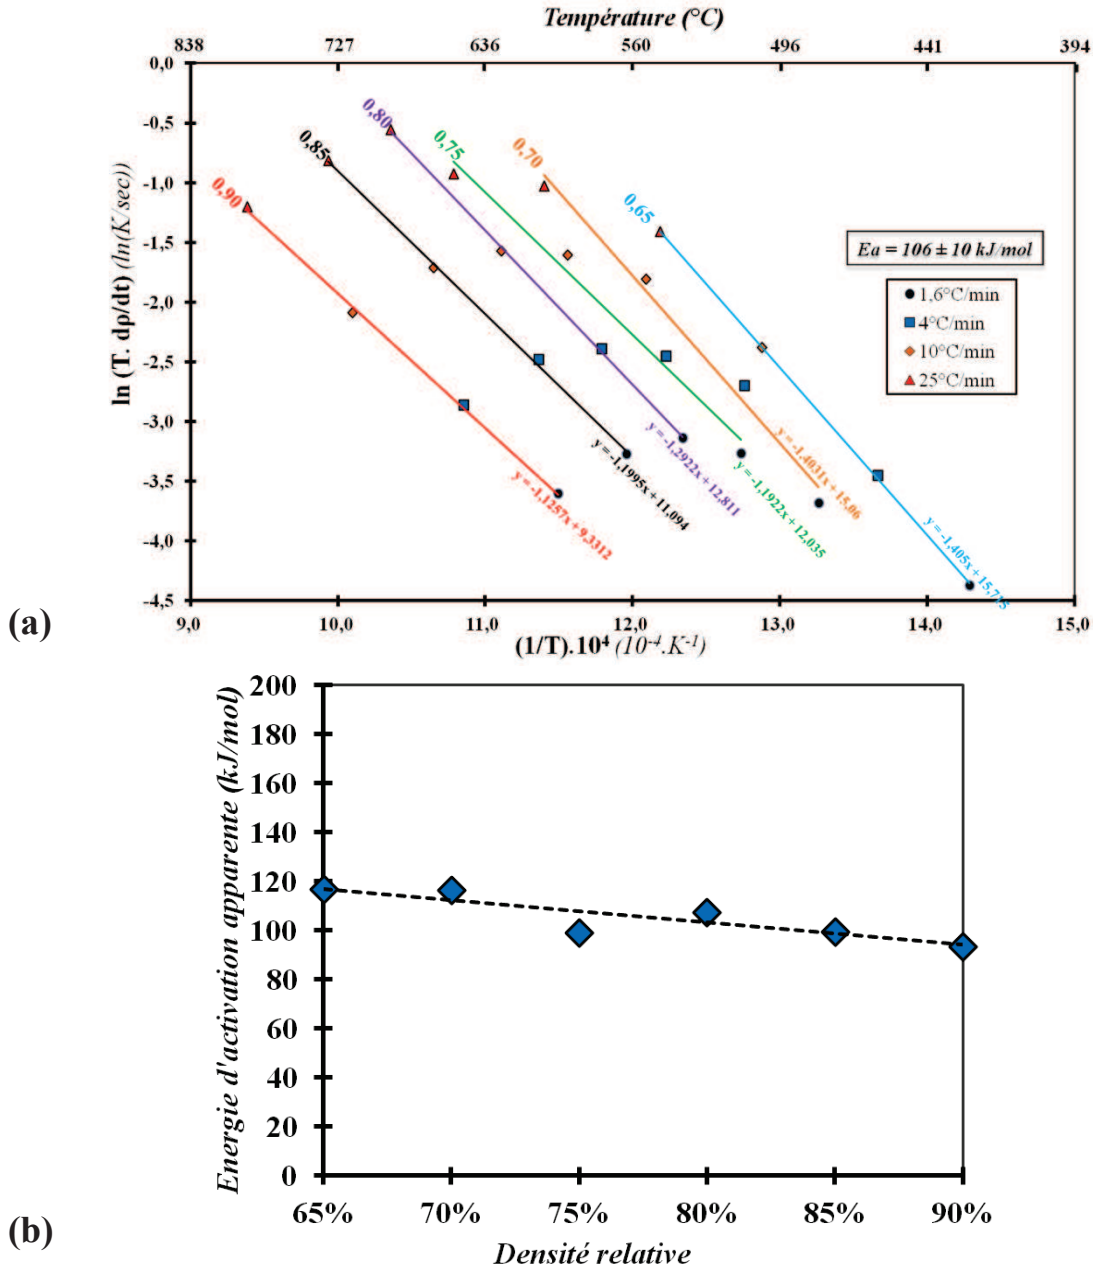 Température (°C)
838 727 636 560 496 441 394
0,0
-0,5
-1,0
-1,5
-2,0
-2,5
-3,0
-3,5
-4,0
-4,5
ln (T. dρ/dt) (ln(K/sec))
0,90
0,85
0,80
0,75
0,70
0,65
Ea = 106 ± 10 kJ/mol
1,6°C/min
4°C/min
10°C/min
25°C/min
y = -1,1257x + 9,3312
y = -1,1995x + 11,094
y = -1,2922x + 12,811
y = -1,1922x + 12,035
y = -1,4031x + 15,06
y = -1,405x + 15,715
9,0 10,0 11,0 12,0 13,0 14,0 15,0
(1/T).10⁴ (10⁻⁴.K⁻¹)
(a)
Energie d'activation apparente (kJ/mol)
200
180
160
140
120
100
80
60
40
20
0
65% 70% 75% 80% 85% 90%
Densité relative
(b)